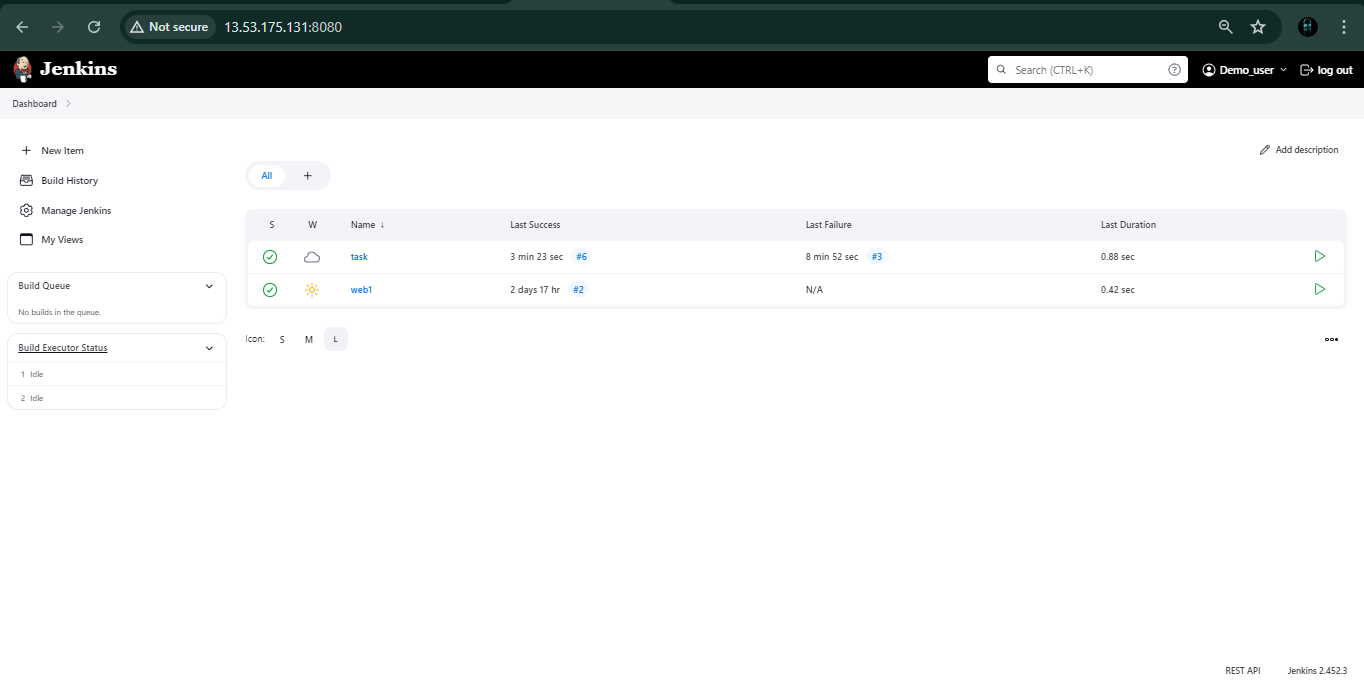 Not secure 13.53.175.131:8080
Jenkins Search (CTRL+K) ? Demo_user log out
Dashboard
New Item
Add description
Build History
All +
Manage Jenkins
My Views
S W Name ↓ Last Success Last Failure Last Duration
task 3 min 23 sec #6 8 min 52 sec #3 0.88 sec
web1 2 days 17 hr #2 N/A 0.42 sec
Build Queue
No builds in the queue.
Icon: S M L
Build Executor Status
1 Idle
2 Idle
REST API Jenkins 2.452.3